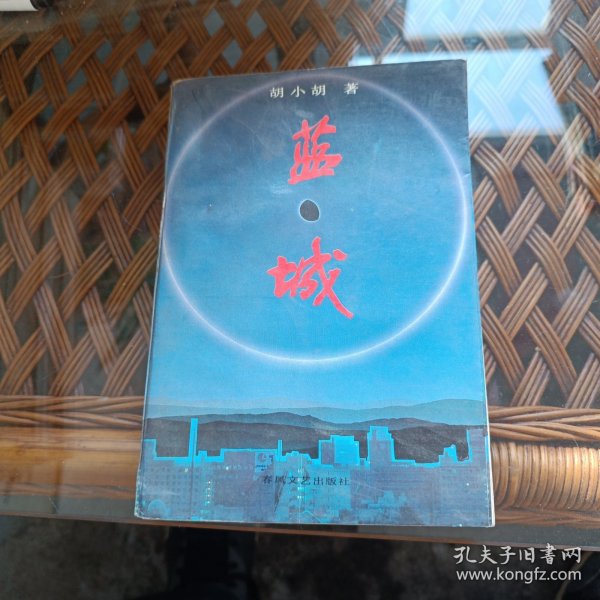 胡小胡 著
蓝
城
春风文艺出版社
孔夫子旧書网
www.kongfz.com